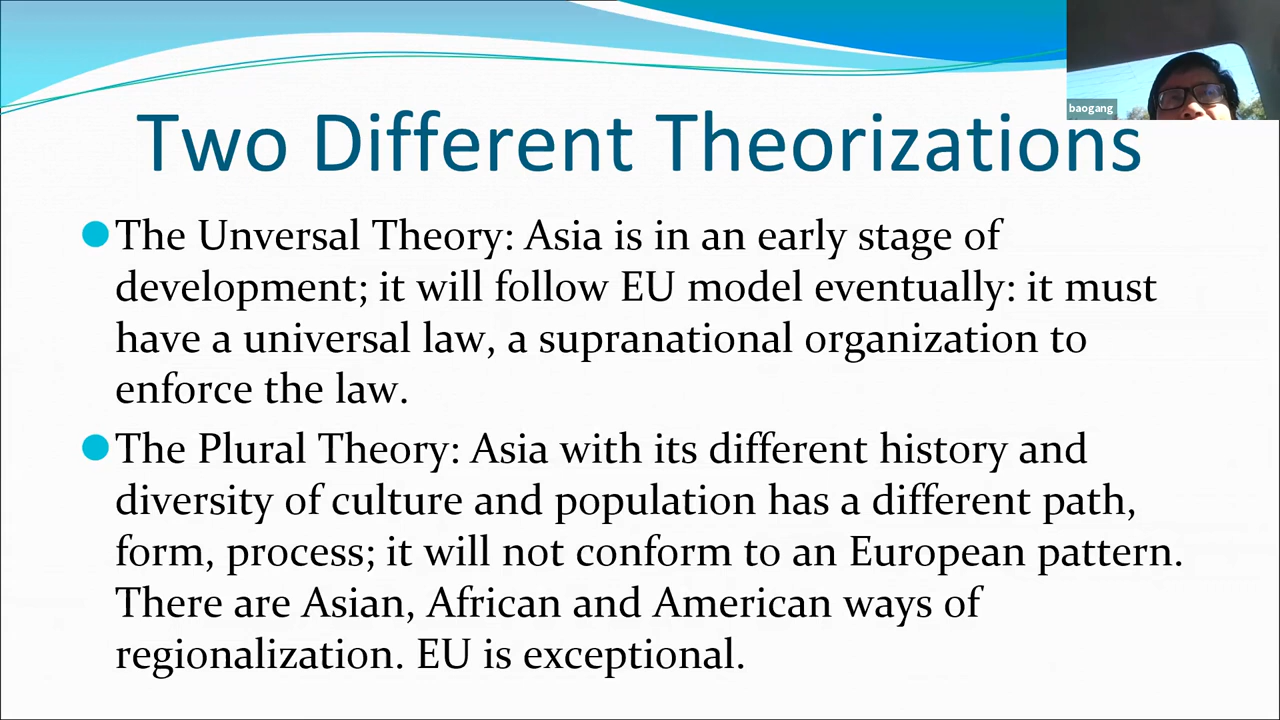 baogang
Two Different Theorizations
The Unversal Theory: Asia is in an early stage of
development; it will follow EU model eventually: it must
have a universal law, a supranational organization to
enforce the law.
The Plural Theory: Asia with its different history and
diversity of culture and population has a different path,
form, process; it will not conform to an European pattern.
There are Asian, African and American ways of
regionalization. EU is exceptional.